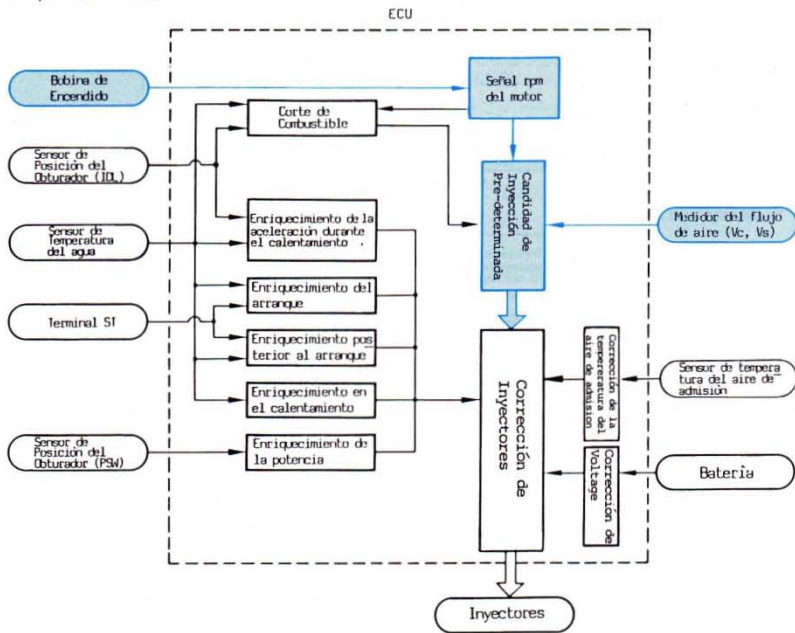 ECU
Bobina de
Encendido
Señal rpm
del motor
Corte de
Combustible
Sensor de
Posición del
Obturador (IDL)
Candidad de
Inyección
Pre-determinada
Enriquecimiento de la
aceleración durante
el calentamiento .
Medidor del flujo
de aire (Vc, Vs)
Sensor de
Temperatura
del agua
Enriquecimiento del
arranque
Terminal ST
Enriquecimiento pos
terior al arranque
Corrección de
Inyectores
Corrección de la
tempereratura del
aire de admision
Sensor de tempera
tura del aire de
admisión
Enriquecimiento en
el calentamiento
Sensor de
Posición del
Obturador (PSW)
Enriquecimiento de
la potencia
Corrección de
Voltage
Batería
Inyectores